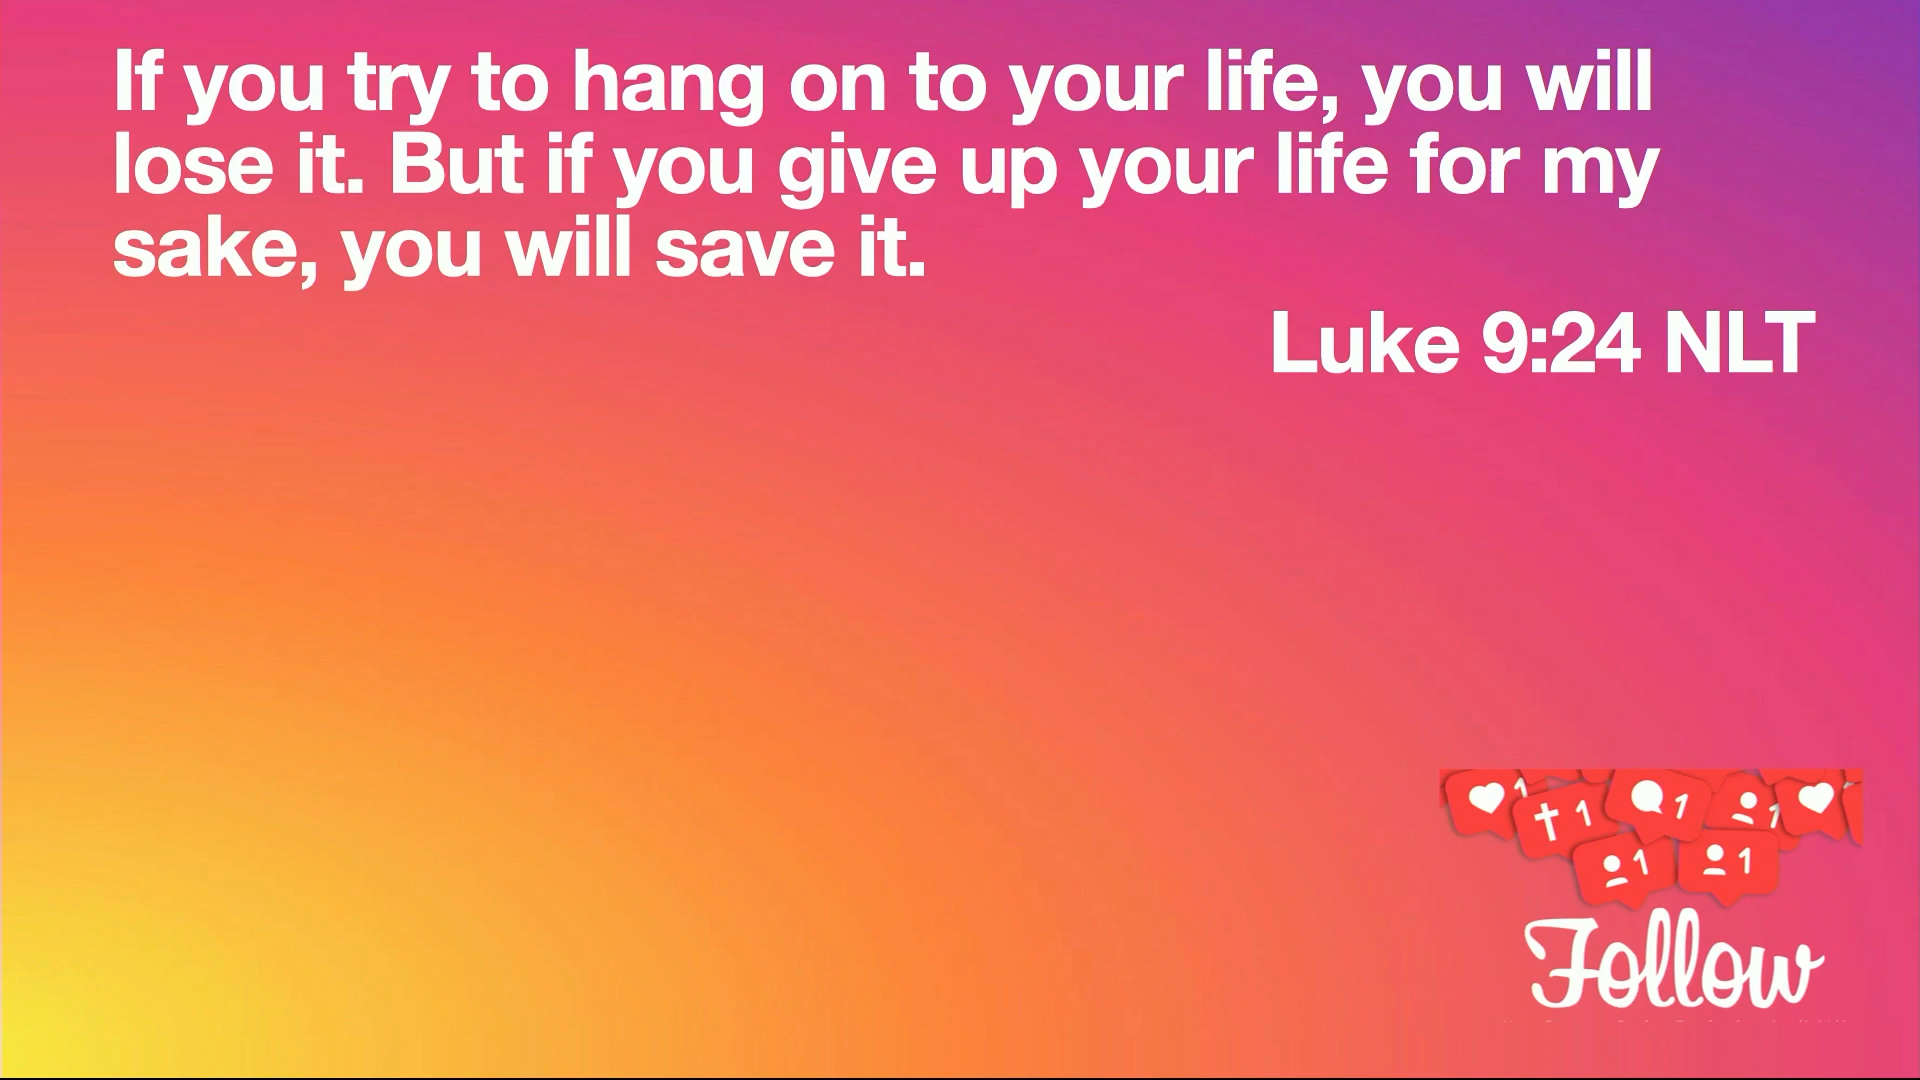 If you try to hang on to your life, you will
lose it. But if you give up your life for my
sake, you will save it.
Luke 9:24 NLT
1
1
1
1
1
1
Follow